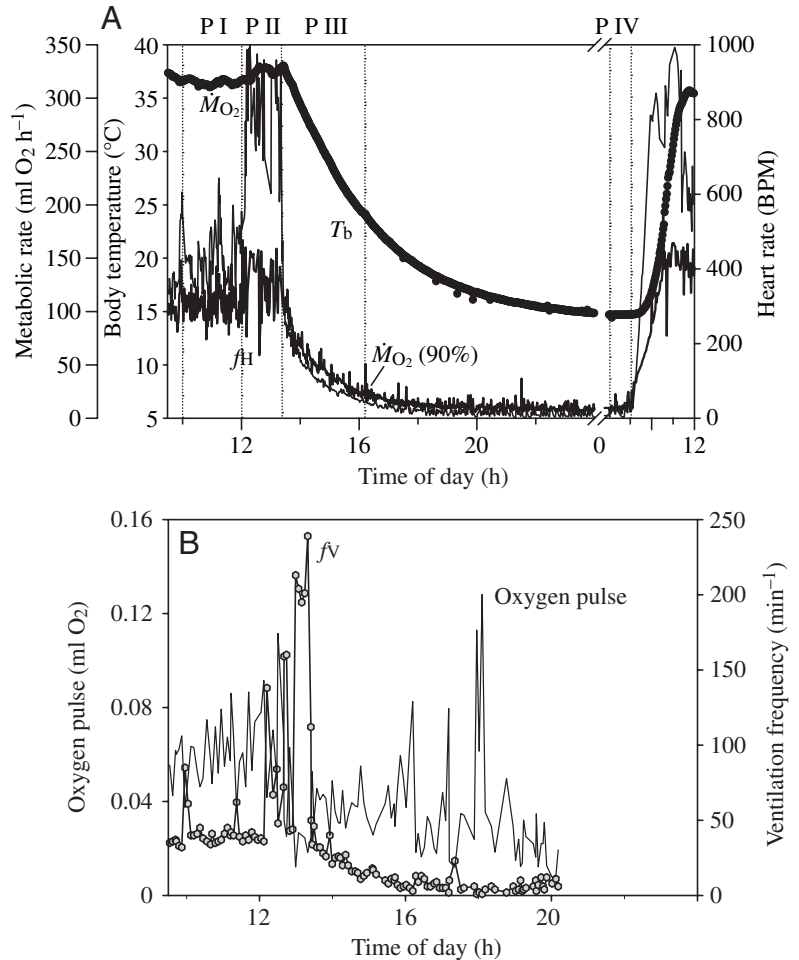 A
P I P II P III P IV
350 40 1000
300 35 800
250 30 600
200 25
150 20 400
100 15
50 10 200
0 5 0
Metabolic rate (ml O₂ h⁻¹)
Body temperature (°C)
Heart rate (BPM)
ṀO₂
Tb
fH
ṀO₂ (90%)
12 16 20 0 12
Time of day (h)
B
0.16 250
0.12 200
0.08 150
0.04 100
0 50
0
Oxygen pulse (ml O₂)
Ventilation frequency (min⁻¹)
fV
Oxygen pulse
12 16 20
Time of day (h)